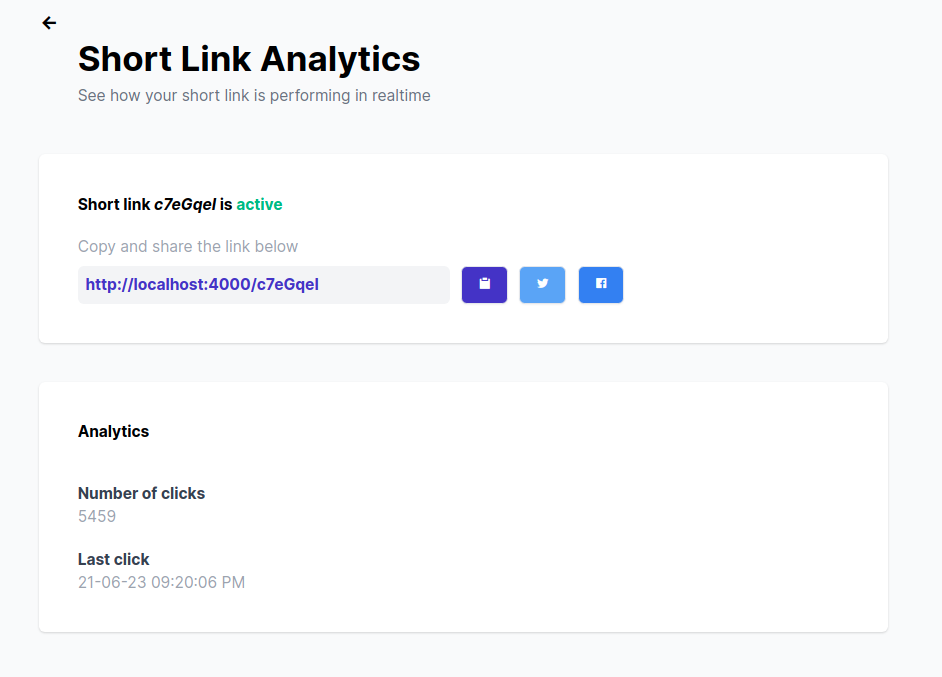 Short Link Analytics
See how your short link is performing in realtime
Short link c7eGqel is active
Copy and share the link below
http://localhost:4000/c7eGqel
Analytics
Number of clicks
5459
Last click
21-06-23 09:20:06 PM